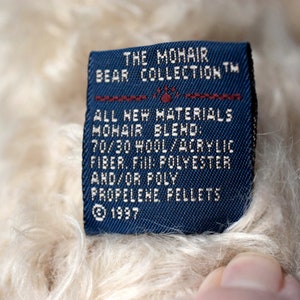 THE MOHAIR
BEAR COLLECTION™
ALL NEW MATERIALS
MOHAIR BLEND:
70/30 WOOL/ACRYLIC
FIBER. Fill: POLYESTER
AND/OR POLY
PROPELENE PELLETS
© 1997